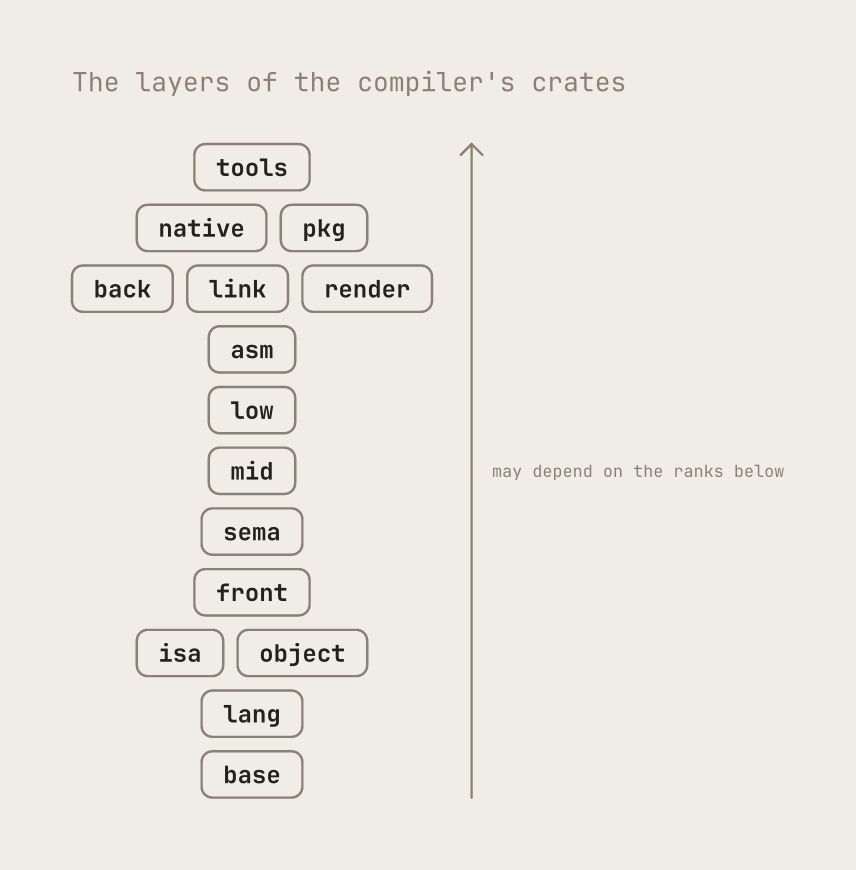 The layers of the compiler's crates
tools
native pkg
back link render
asm
low
mid
may depend on the ranks below
sema
front
isa object
lang
base